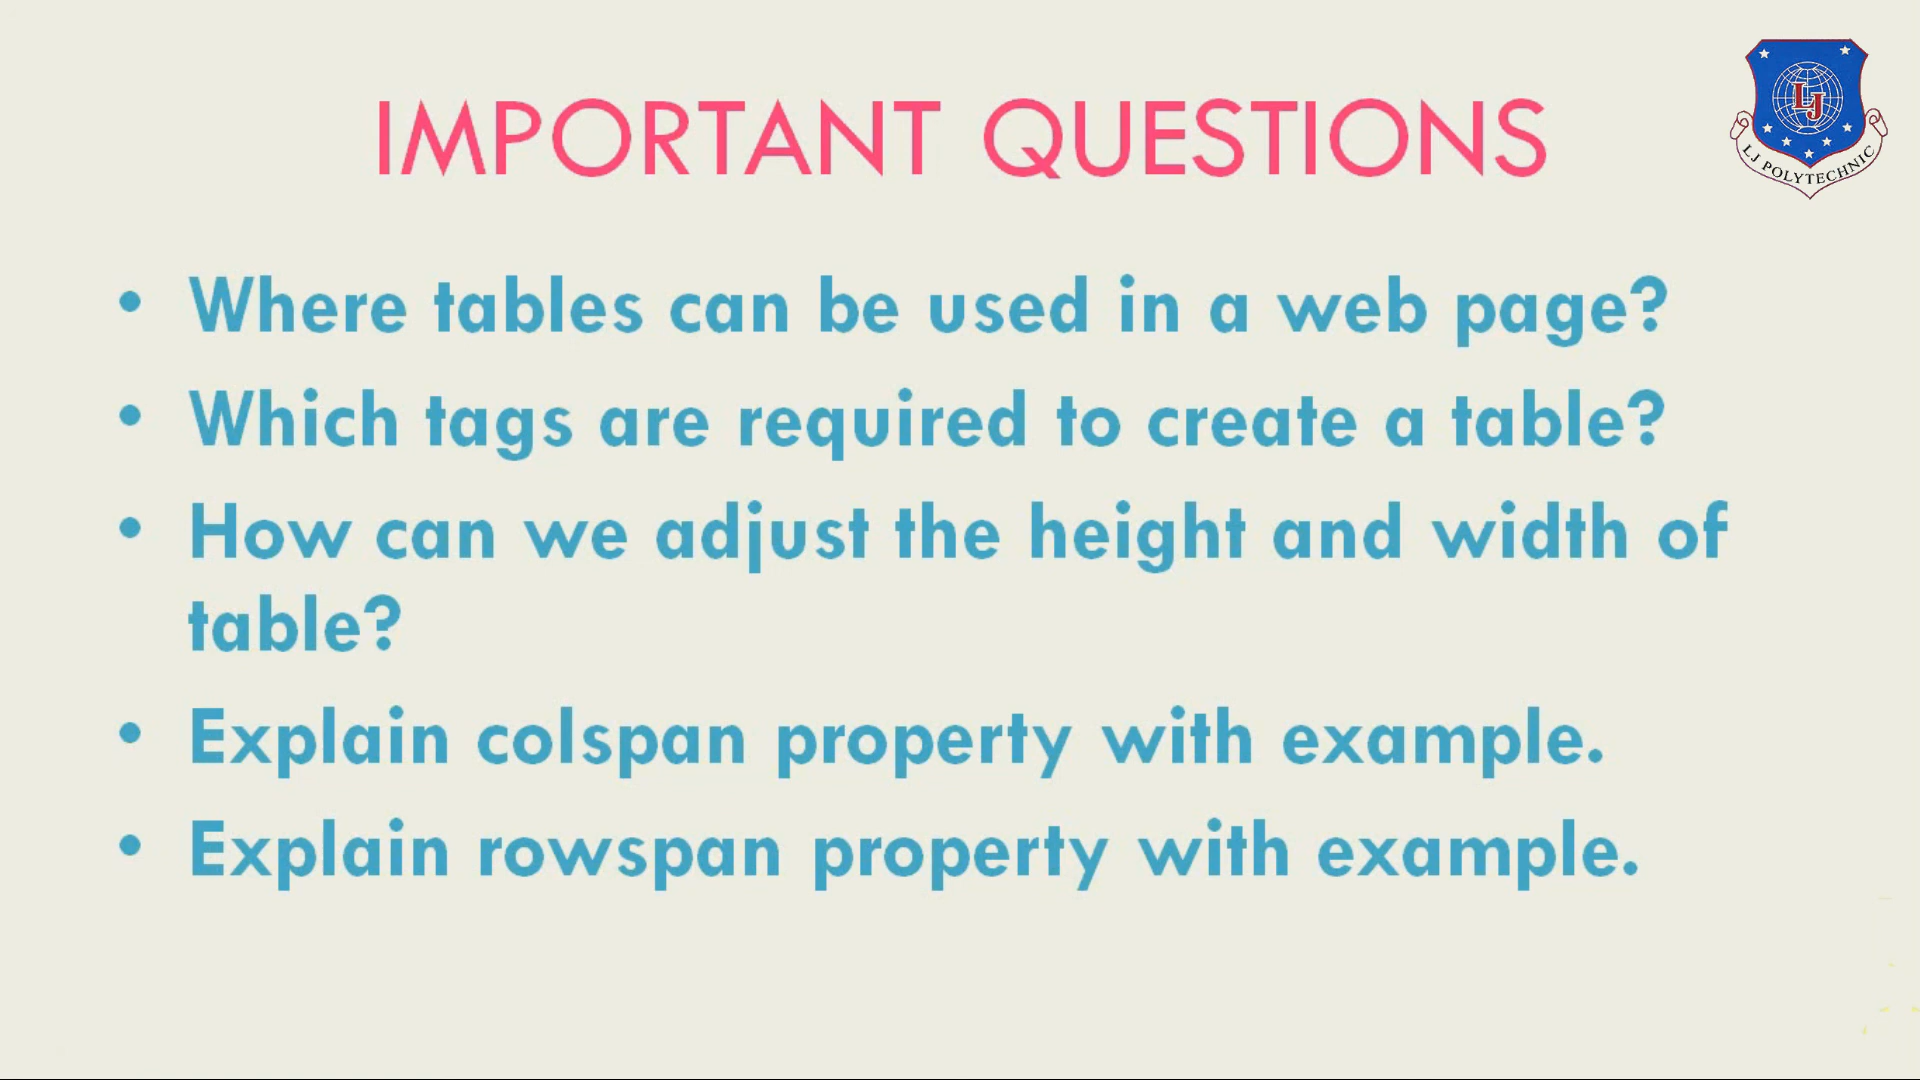 IMPORTANT QUESTIONS
LJ
LJ POLYTECHNIC
• Where tables can be used in a web page?
• Which tags are required to create a table?
• How can we adjust the height and width of
table?
• Explain colspan property with example.
• Explain rowspan property with example.